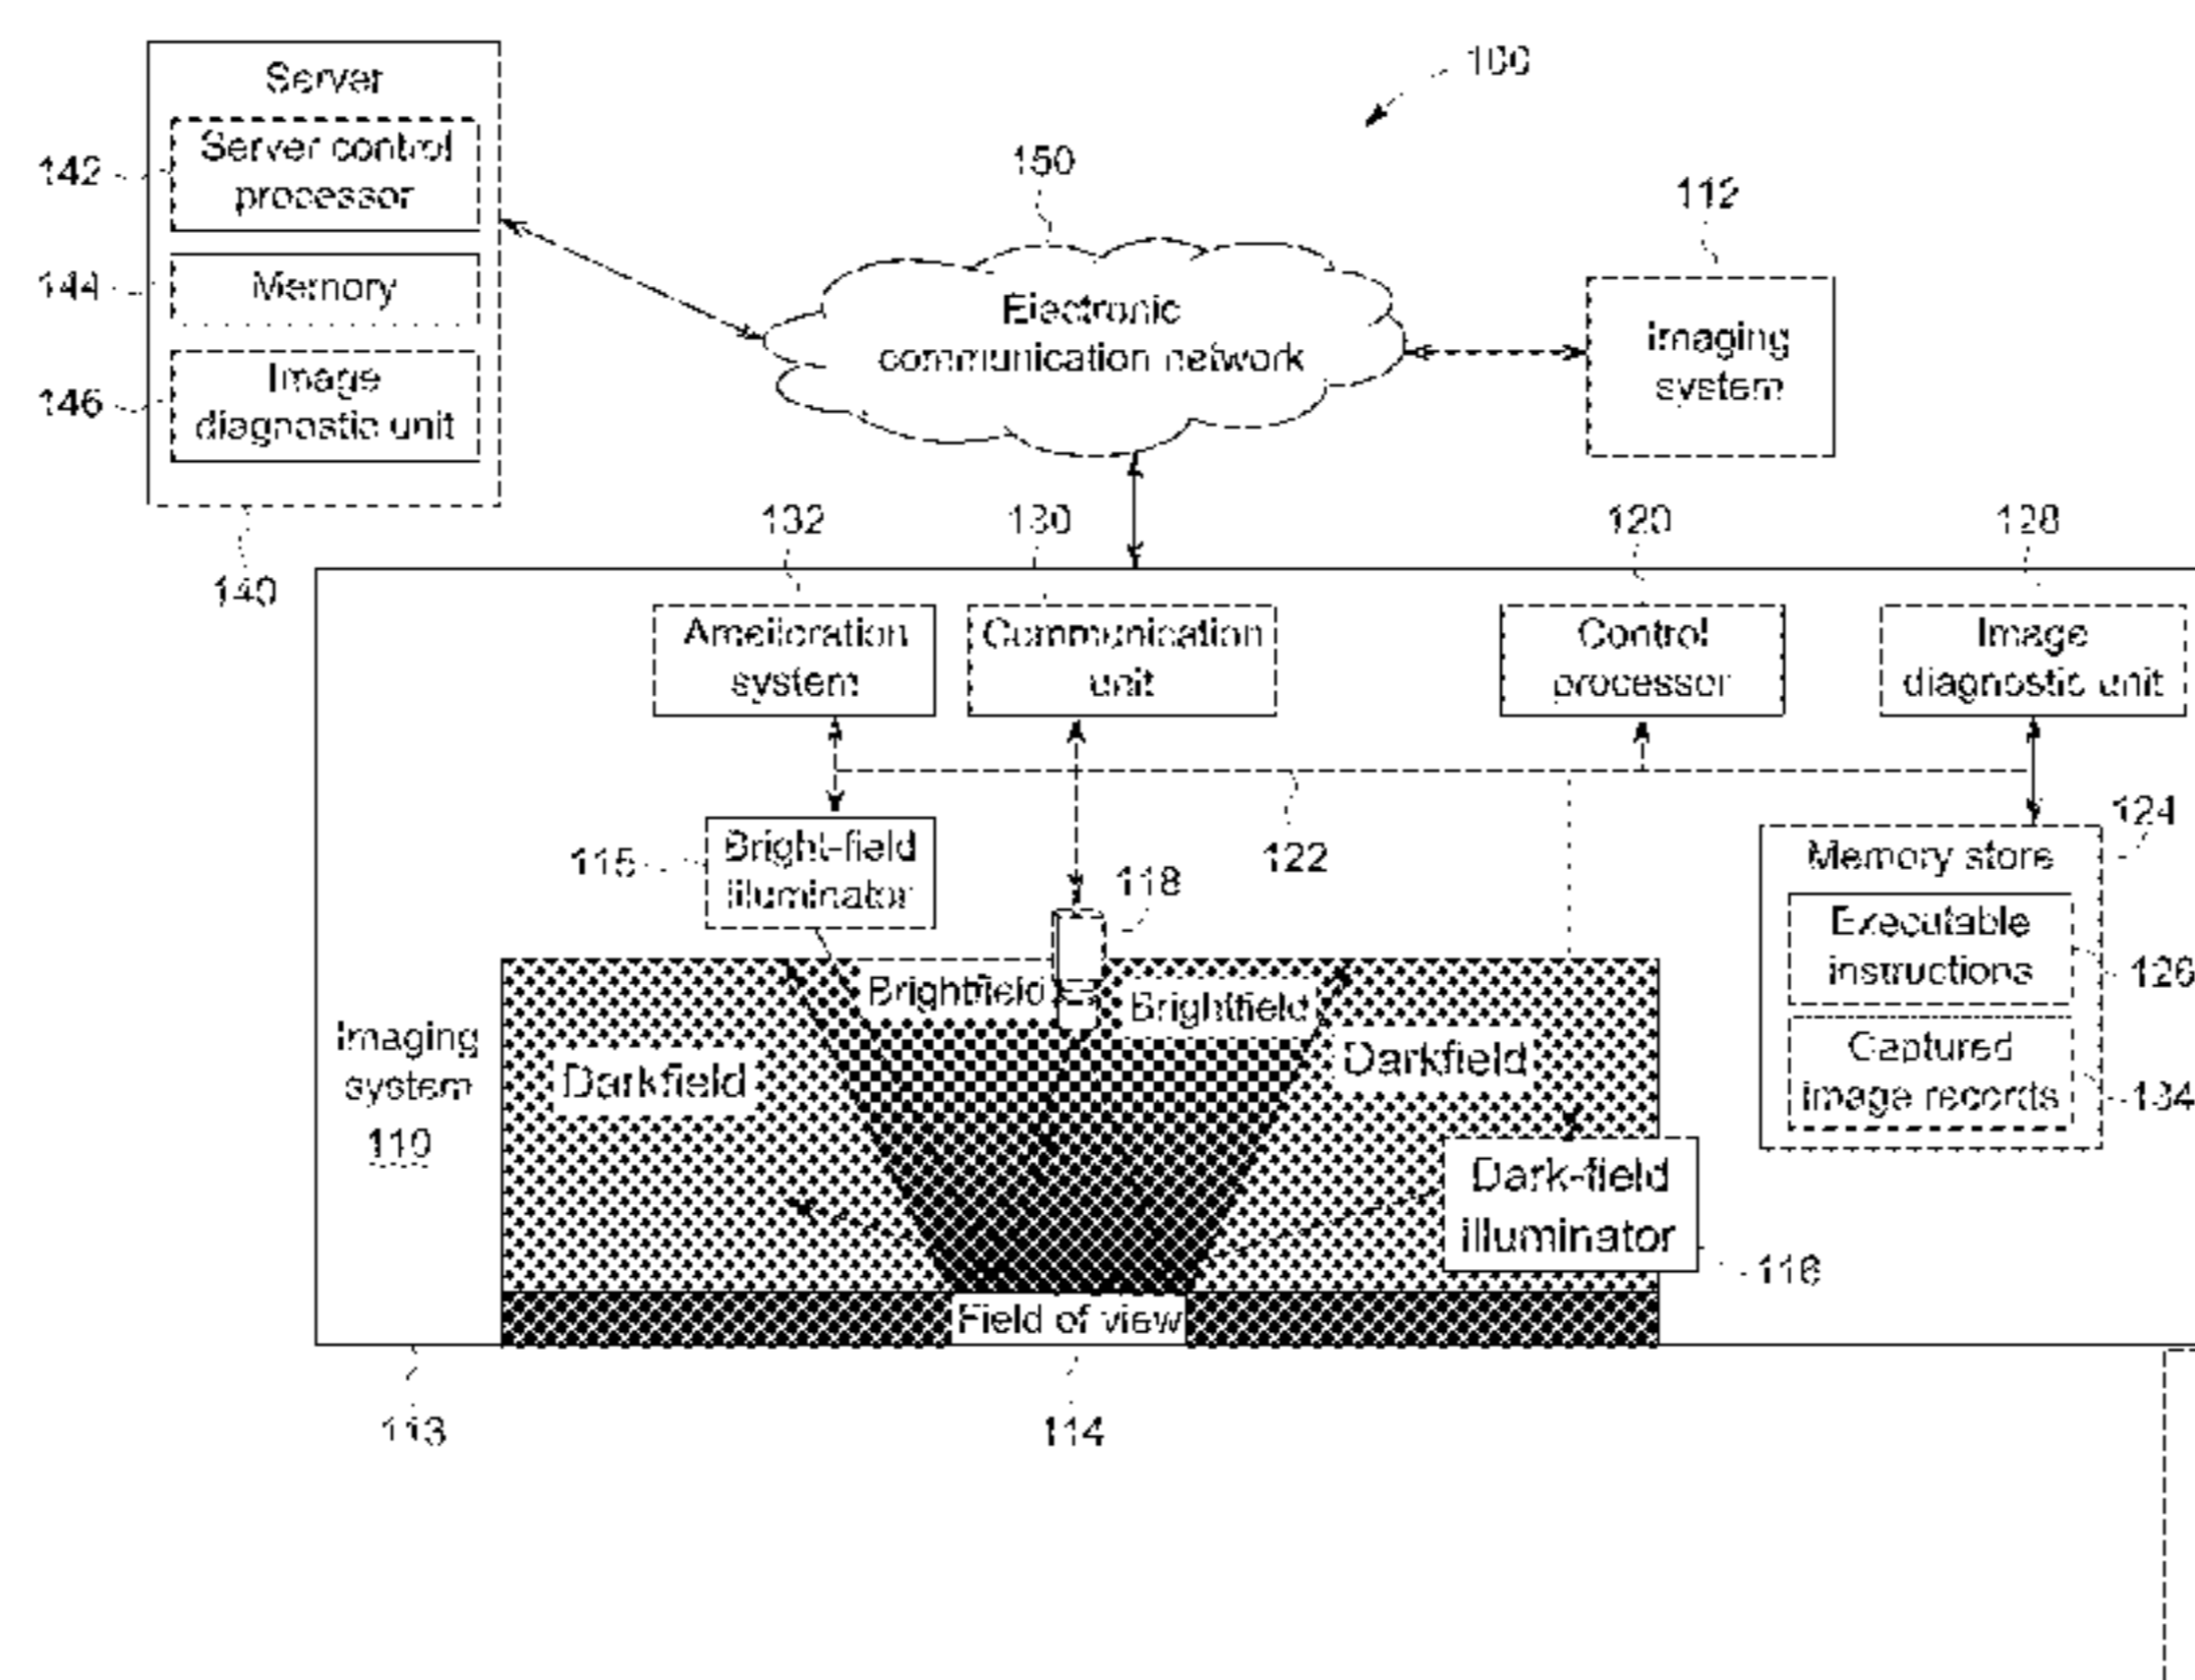 100
Server
142
Server control
processor
144
Memory
146
Image
diagnostic unit
140
150
Electronic
communication network
112
Imaging
system
132
130
120
128
Amelioration
system
Communication
unit
Control
processor
Image
diagnostic unit
122
115
Bright-field
illuminator
118
124
Memory store
Executable
instructions
126
Captured
image records
134
Brightfield
Brightfield
Darkfield
Darkfield
Imaging
system
110
Dark-field
illuminator
116
Field of view
113
114